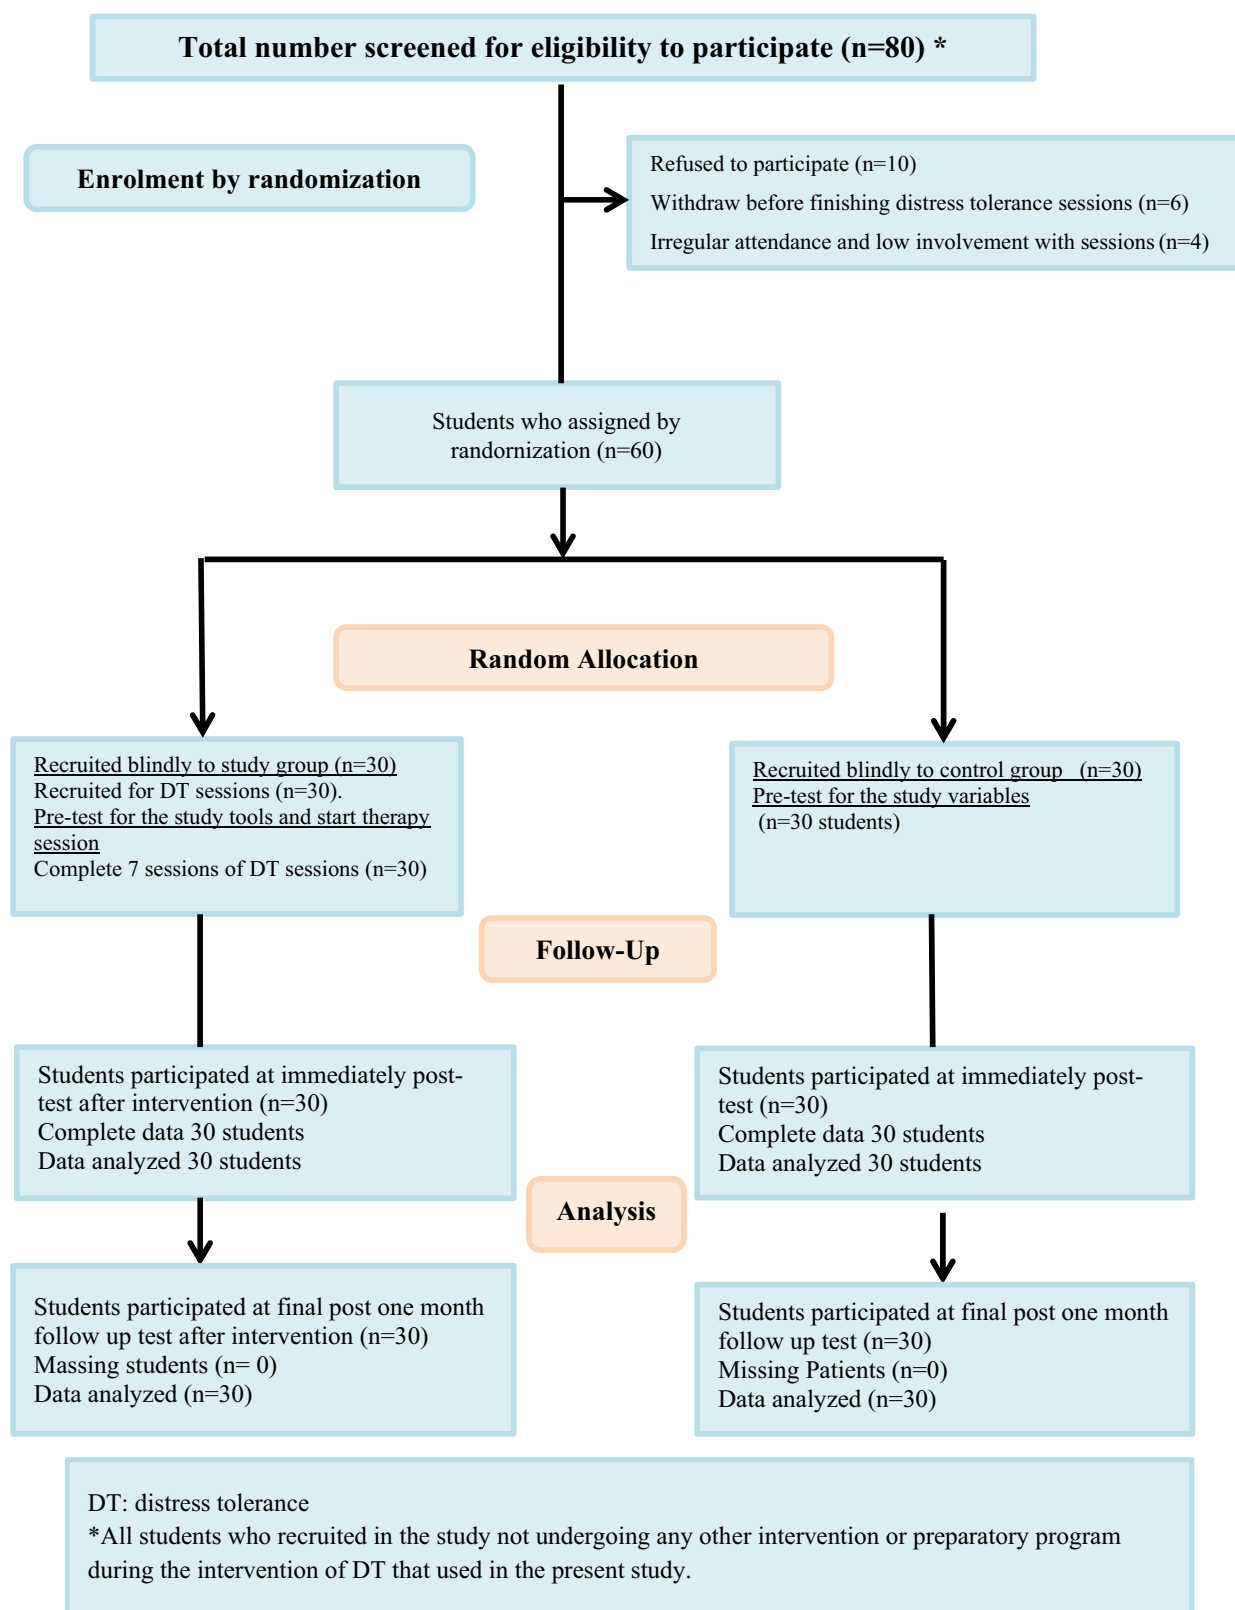 Total number screened for eligibility to participate (n=80) *
Enrolment by randomization
Refused to participate (n=10)
Withdraw before finishing distress tolerance sessions (n=6)
Irregular attendance and low involvement with sessions (n=4)
Students who assigned by
randornization (n=60)
Random Allocation
Recruited blindly to study group (n=30)
Recruited for DT sessions (n=30).
Pre-test for the study tools and start therapy
session
Complete 7 sessions of DT sessions (n=30)
Recruited blindly to control group (n=30)
Pre-test for the study variables
(n=30 students)
Follow-Up
Students participated at immediately post-
test after intervention (n=30)
Complete data 30 students
Data analyzed 30 students
Students participated at immediately post-
test (n=30)
Complete data 30 students
Data analyzed 30 students
Analysis
Students participated at final post one month
follow up test after intervention (n=30)
Massing students (n= 0)
Data analyzed (n=30)
Students participated at final post one month
follow up test (n=30)
Missing Patients (n=0)
Data analyzed (n=30)
DT: distress tolerance
*All students who recruited in the study not undergoing any other intervention or preparatory program
during the intervention of DT that used in the present study.